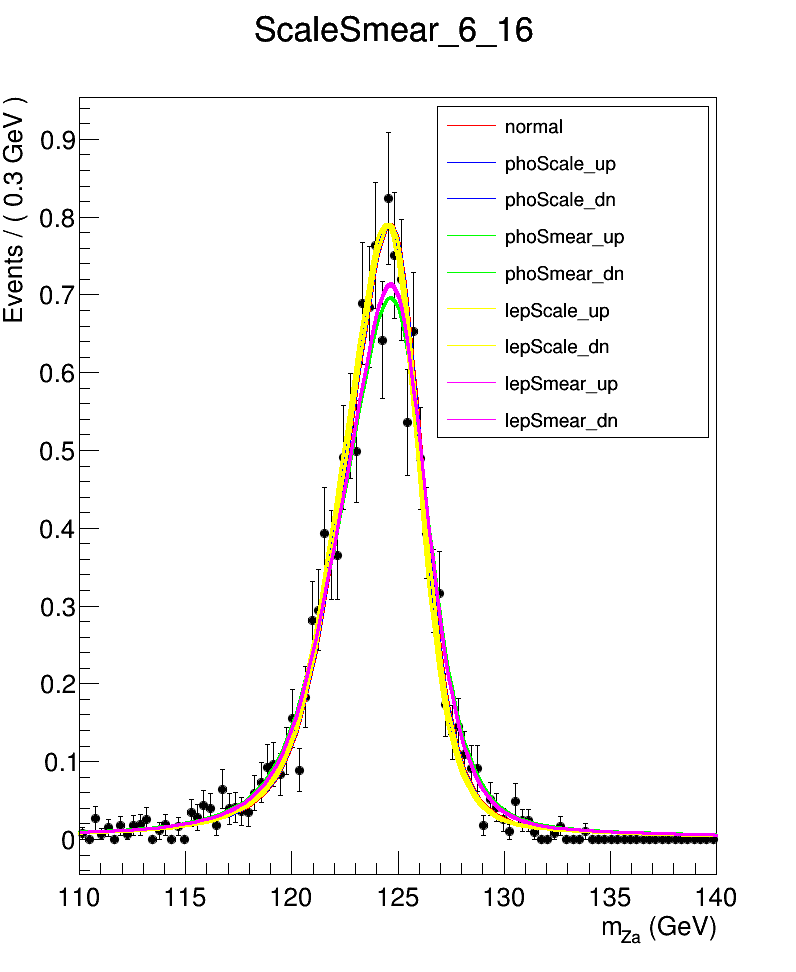 ScaleSmear_6_16
Events / ( 0.3 GeV )
0.9
0.8
0.7
0.6
0.5
0.4
0.3
0.2
0.1
0
normal
phoScale_up
phoScale_dn
phoSmear_up
phoSmear_dn
lepScale_up
lepScale_dn
lepSmear_up
lepSmear_dn
110 115 120 125 130 135 140
mZa (GeV)